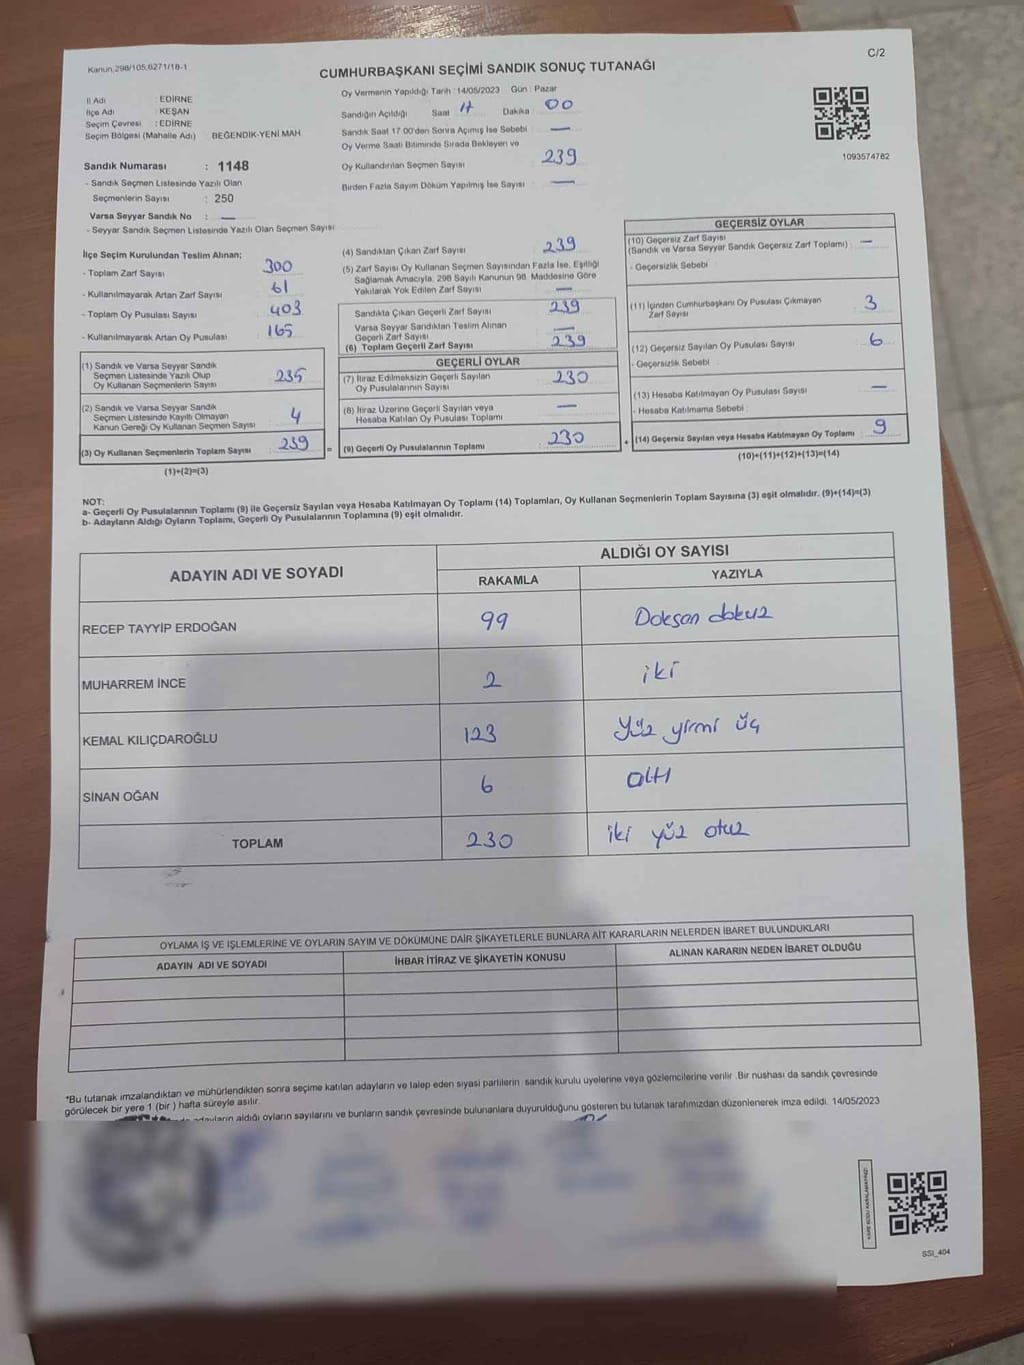 Kanun,298/105,6271/18-1
C/2
CUMHURBAŞKANI SEÇİMİ SANDIK SONUÇ TUTANAĞI
İl Adı : EDİRNE
İlçe Adı : KEŞAN
Seçim Çevresi : EDİRNE
Seçim Bölgesi (Mahalle Adı) BEĞENDİK-YENİ MAH
Sandık Numarası : 1148
- Sandık Seçmen Listesinde Yazılı Olan
Seçmenlerin Sayısı : 250
Varsa Seyyar Sandık No : —
- Seyyar Sandık Seçmen Listesinde Yazılı Olan Seçmen Sayısı
Oy Vermenin Yapıldığı Tarih :14/05/2023 Gün : Pazar
Sandığın Açıldığı Saat 17 Dakika : 00
Sandık Saat 17 00'den Sonra Açımış İse Sebebi : —
Oy Verme Saati Bitiminde Sırada Bekleyen ve
Oy Kullandırılan Seçmen Sayısı : 239
Birden Fazla Sayım Döküm Yapılmış İse Sayısı : —
1093574762
İlçe Seçim Kurulundan Teslim Alınan;
- Toplam Zarf Sayısı : 300
- Kullanılmayarak Artan Zarf Sayısı : 61
- Toplam Oy Pusulası Sayısı : 403
- Kullanılmayarak Artan Oy Pusulası : 165
(1) Sandık ve Varsa Seyyar Sandık
Seçmen Listesinde Yazılı Olup
Oy Kullanan Seçmenlerin Sayısı : 235
(2) Sandık ve Varsa Seyyar Sandık
Seçmen Listesinde Kayıtlı Olmayan
Kanun Gereği Oy Kullanan Seçmen Sayısı : 4
(3) Oy Kullanan Seçmenlerin Toplam Sayısı : 239
(1)+(2)=(3)
(4) Sandıktan Çıkan Zarf Sayısı : 239
(5) Zarf Sayısı Oy Kullanan Seçmen Sayısından Fazla İse, Eşitliği
Sağlamak Amacıyla, 298 Sayılı Kanunun 98. Maddesine Göre
Yakılarak Yok Edilen Zarf Sayısı : —
Sandıkta Çıkan Geçerli Zarf Sayısı : 239
Varsa Seyyar Sandıktan Teslim Alınan
Geçerli Zarf Sayısı : —
(6) Toplam Geçerli Zarf Sayısı : 239
GEÇERLİ OYLAR
(7) İtiraz Edilmeksizin Geçerli Sayılan
Oy Pusulalarının Sayısı : 230
(8) İtiraz Üzerine Geçerli Sayılan veya
Hesaba Katılan Oy Pusulası Toplamı : —
= (9) Geçerli Oy Pusulalarının Toplamı : 230
GEÇERSİZ OYLAR
(10) Geçersiz Zarf Sayısı
(Sandık ve Varsa Seyyar Sandık Geçersiz Zarf Toplamı) : —
- Geçersizlik Sebebi :
(11) İçinden Cumhurbaşkanı Oy Pusulası Çıkmayan
Zarf Sayısı : 3
(12) Geçersiz Sayılan Oy Pusulası Sayısı : 6
- Geçersizlik Sebebi :
(13) Hesaba Katılmayan Oy Pusulası Sayısı : —
- Hesaba Katılmama Sebebi :
+ (14) Geçersiz Sayılan veya Hesaba Katılmayan Oy Toplamı : 9
(10)+(11)+(12)+(13)=(14)
NOT:
a- Geçerli Oy Pusulalarının Toplamı (9) ile Geçersiz Sayılan veya Hesaba Katılmayan Oy Toplamı (14) Toplamları, Oy Kullanan Seçmenlerin Toplam Sayısına (3) eşit olmalıdır. (9)+(14)=(3)
b- Adayların Aldığı Oyların Toplamı, Geçerli Oy Pusulalarının Toplamına (9) eşit olmalıdır.
ADAYIN ADI VE SOYADI
ALDIĞI OY SAYISI
RAKAMLA YAZIYLA
RECEP TAYYİP ERDOĞAN 99 Doksan dokuz
MUHARREM İNCE 2 iki
KEMAL KILIÇDAROĞLU 123 yüz yirmi üç
SİNAN OĞAN 6 altı
TOPLAM 230 iki yüz otuz
OYLAMA İŞ VE İŞLEMLERİNE VE OYLARIN SAYIM VE DÖKÜMÜNE DAİR ŞİKAYETLERLE BUNLARA AİT KARARLARIN NELERDEN İBARET BULUNDUKLARI
ADAYIN ADI VE SOYADI İHBAR İTİRAZ VE ŞİKAYETİN KONUSU ALINAN KARARIN NEDEN İBARET OLDUĞU
*Bu tutanak imzalandıktan ve mühürlendikten sonra seçime katılan adayların ve talep eden siyasi partilerin sandık kurulu üyelerine veya gözlemcilerine verilir .Bir nüshası da sandık çevresinde
görülecek bir yere 1 (bir ) hafta süreyle asılır.
adayların aldığı oyların sayılarını ve bunların sandık çevresinde bulunanlara duyurulduğunu gösteren bu tutanak tarafımızdan düzenlenerek imza edildi. 14/05/2023
SSI_404